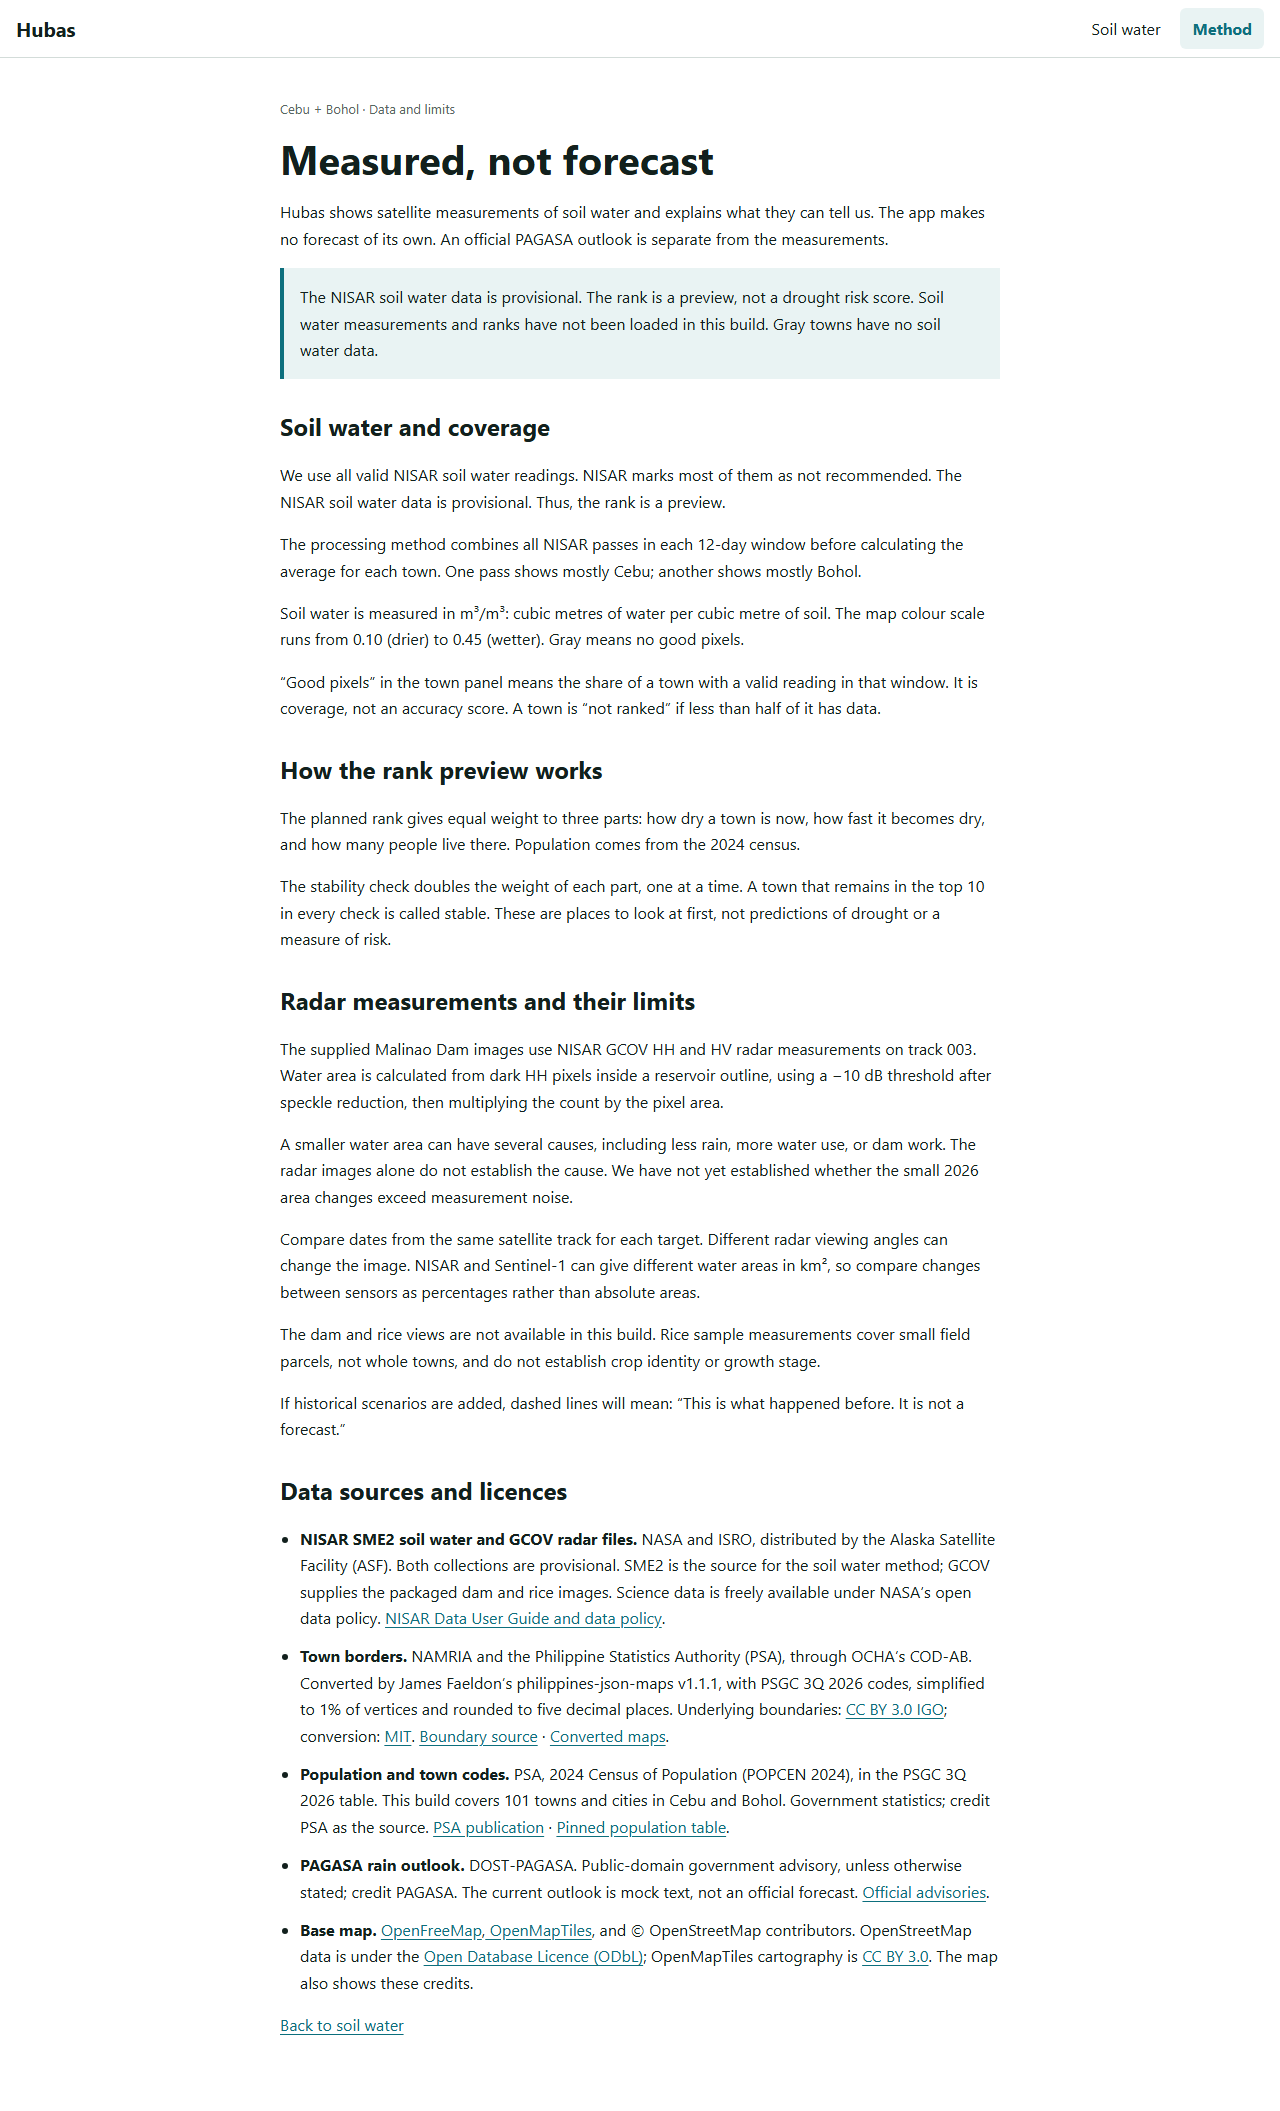 Hubas
Soil water
Method
Cebu + Bohol · Data and limits
Measured, not forecast
Hubas shows satellite measurements of soil water and explains what they can tell us. The app makes
no forecast of its own. An official PAGASA outlook is separate from the measurements.
The NISAR soil water data is provisional. The rank is a preview, not a drought risk score. Soil
water measurements and ranks have not been loaded in this build. Gray towns have no soil
water data.
Soil water and coverage
We use all valid NISAR soil water readings. NISAR marks most of them as not recommended. The
NISAR soil water data is provisional. Thus, the rank is a preview.
The processing method combines all NISAR passes in each 12-day window before calculating the
average for each town. One pass shows mostly Cebu; another shows mostly Bohol.
Soil water is measured in m³/m³: cubic metres of water per cubic metre of soil. The map colour scale
runs from 0.10 (drier) to 0.45 (wetter). Gray means no good pixels.
“Good pixels” in the town panel means the share of a town with a valid reading in that window. It is
coverage, not an accuracy score. A town is “not ranked” if less than half of it has data.
How the rank preview works
The planned rank gives equal weight to three parts: how dry a town is now, how fast it becomes dry,
and how many people live there. Population comes from the 2024 census.
The stability check doubles the weight of each part, one at a time. A town that remains in the top 10
in every check is called stable. These are places to look at first, not predictions of drought or a
measure of risk.
Radar measurements and their limits
The supplied Malinao Dam images use NISAR GCOV HH and HV radar measurements on track 003.
Water area is calculated from dark HH pixels inside a reservoir outline, using a −10 dB threshold after
speckle reduction, then multiplying the count by the pixel area.
A smaller water area can have several causes, including less rain, more water use, or dam work. The
radar images alone do not establish the cause. We have not yet established whether the small 2026
area changes exceed measurement noise.
Compare dates from the same satellite track for each target. Different radar viewing angles can
change the image. NISAR and Sentinel-1 can give different water areas in km², so compare changes
between sensors as percentages rather than absolute areas.
The dam and rice views are not available in this build. Rice sample measurements cover small field
parcels, not whole towns, and do not establish crop identity or growth stage.
If historical scenarios are added, dashed lines will mean: “This is what happened before. It is not a
forecast.”
Data sources and licences
• NISAR SME2 soil water and GCOV radar files. NASA and ISRO, distributed by the Alaska Satellite
Facility (ASF). Both collections are provisional. SME2 is the source for the soil water method; GCOV
supplies the packaged dam and rice images. Science data is freely available under NASA’s open
data policy. NISAR Data User Guide and data policy.
• Town borders. NAMRIA and the Philippine Statistics Authority (PSA), through OCHA’s COD-AB.
Converted by James Faeldon’s philippines-json-maps v1.1.1, with PSGC 3Q 2026 codes, simplified
to 1% of vertices and rounded to five decimal places. Underlying boundaries: CC BY 3.0 IGO;
conversion: MIT. Boundary source · Converted maps.
• Population and town codes. PSA, 2024 Census of Population (POPCEN 2024), in the PSGC 3Q
2026 table. This build covers 101 towns and cities in Cebu and Bohol. Government statistics; credit
PSA as the source. PSA publication · Pinned population table.
• PAGASA rain outlook. DOST-PAGASA. Public-domain government advisory, unless otherwise
stated; credit PAGASA. The current outlook is mock text, not an official forecast. Official advisories.
• Base map. OpenFreeMap, OpenMapTiles, and © OpenStreetMap contributors. OpenStreetMap
data is under the Open Database Licence (ODbL); OpenMapTiles cartography is CC BY 3.0. The map
also shows these credits.
Back to soil water